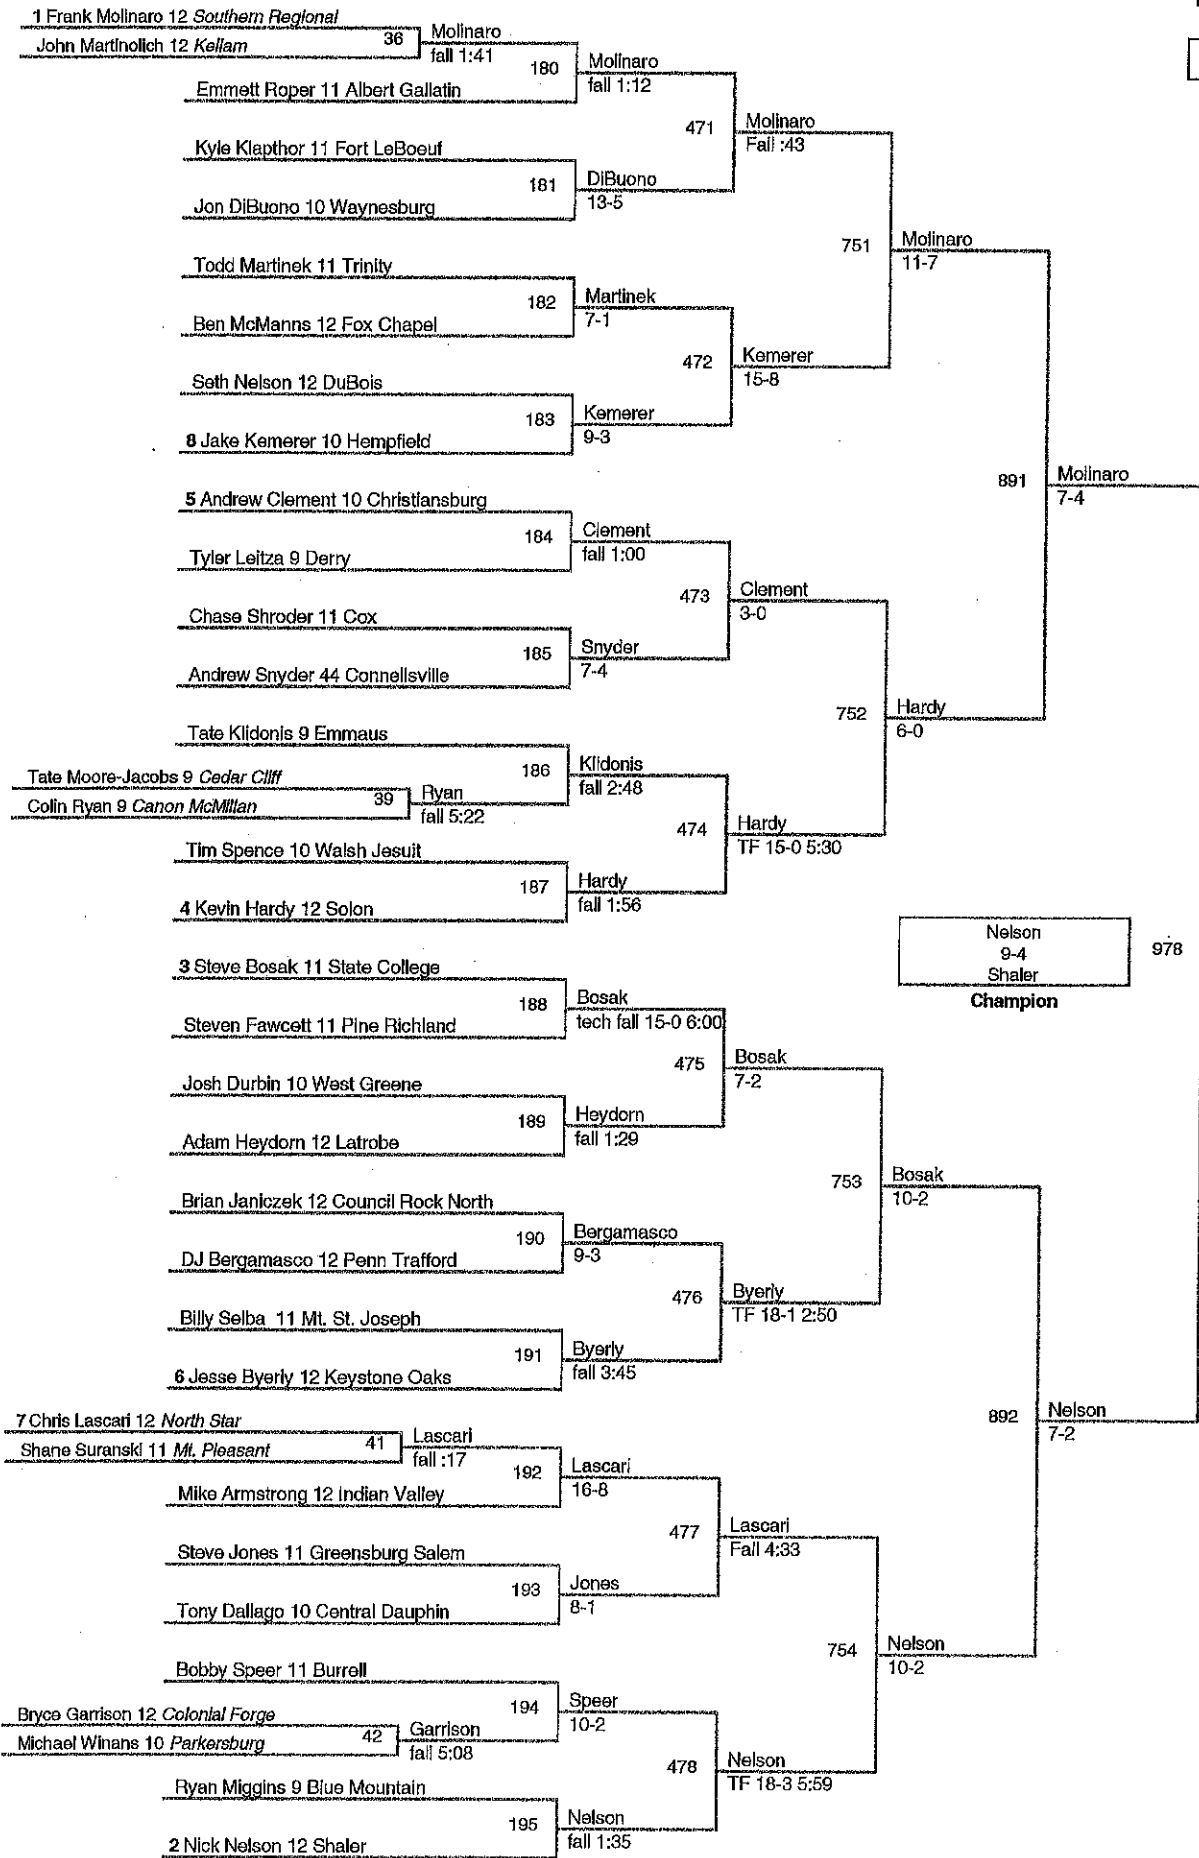 1 Frank Molinaro 12 Southern Regional
John Martinolich 12 Kellam
36
Molinaro
fall 1:41
Emmett Roper 11 Albert Gallatin
180
Molinaro
fall 1:12
Kyle Klapthor 11 Fort LeBoeuf
Jon DiBuono 10 Waynesburg
181
DiBuono
13-5
471
Molinaro
Fall :43
Todd Martinek 11 Trinity
Ben McManns 12 Fox Chapel
182
Martinek
7-1
Seth Nelson 12 DuBois
8 Jake Kemerer 10 Hempfield
183
Kemerer
9-3
472
Kemerer
15-8
751
Molinaro
11-7
5 Andrew Clement 10 Christiansburg
Tyler Leitza 9 Derry
184
Clement
fall 1:00
Chase Shroder 11 Cox
Andrew Snyder 44 Connellsville
185
Snyder
7-4
473
Clement
3-0
Tate Klidonis 9 Emmaus
Tate Moore-Jacobs 9 Cedar Cliff
Colin Ryan 9 Canon McMillan
39
Ryan
fall 5:22
186
Klidonis
fall 2:48
Tim Spence 10 Walsh Jesuit
4 Kevin Hardy 12 Solon
187
Hardy
fall 1:56
474
Hardy
TF 15-0 5:30
752
Hardy
6-0
891
Molinaro
7-4
Nelson
9-4
Shaler
Champion
978
3 Steve Bosak 11 State College
Steven Fawcett 11 Pine Richland
188
Bosak
tech fall 15-0 6:00
Josh Durbin 10 West Greene
Adam Heydorn 12 Latrobe
189
Heydorn
fall 1:29
475
Bosak
7-2
Brian Janiczek 12 Council Rock North
DJ Bergamasco 12 Penn Trafford
190
Bergamasco
9-3
Billy Selba 11 Mt. St. Joseph
6 Jesse Byerly 12 Keystone Oaks
191
Byerly
fall 3:45
476
Byerly
TF 18-1 2:50
753
Bosak
10-2
7 Chris Lascari 12 North Star
Shane Suranski 11 Mt. Pleasant
41
Lascari
fall :17
Mike Armstrong 12 Indian Valley
192
Lascari
16-8
Steve Jones 11 Greensburg Salem
Tony Dallago 10 Central Dauphin
193
Jones
8-1
477
Lascari
Fall 4:33
Bobby Speer 11 Burrell
Bryce Garrison 12 Colonial Forge
Michael Winans 10 Parkersburg
42
Garrison
fall 5:08
194
Speer
10-2
Ryan Miggins 9 Blue Mountain
2 Nick Nelson 12 Shaler
195
Nelson
fall 1:35
478
Nelson
TF 18-3 5:59
754
Nelson
10-2
892
Nelson
7-2